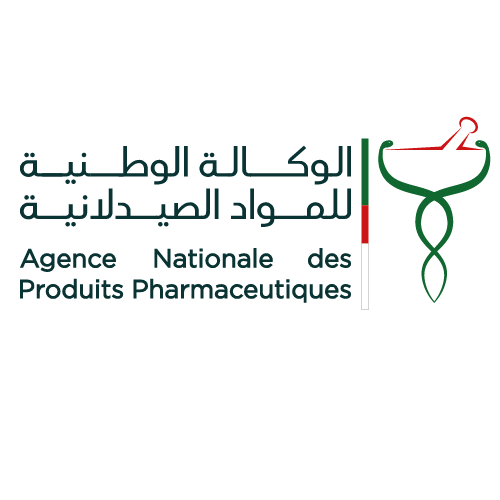 الوكالة الوطنية
للمواد الصيدلانية
Agence Nationale des
Produits Pharmaceutiques